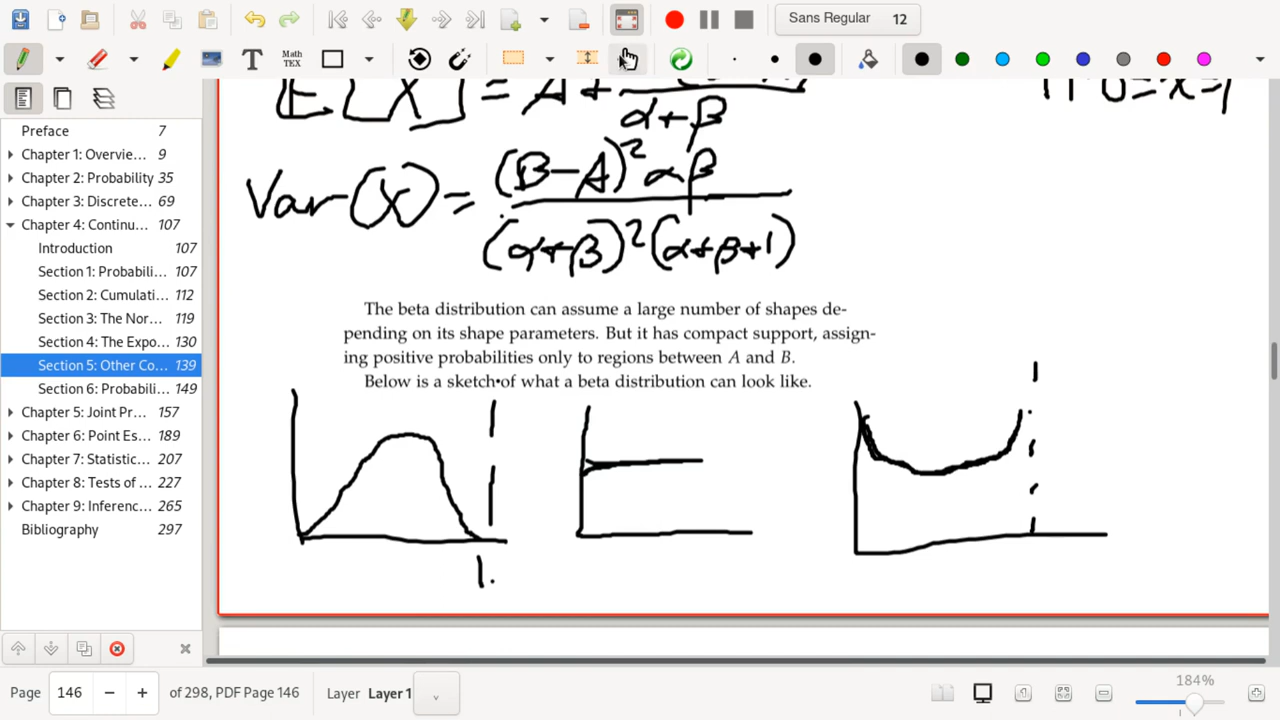 Sans Regular 12
T Math TEX
Preface 7
Chapter 1: Overvie... 9
Chapter 2: Probability 35
Chapter 3: Discrete... 69
Chapter 4: Continu... 107
Introduction 107
Section 1: Probabili... 107
Section 2: Cumulati... 112
Section 3: The Nor... 119
Section 4: The Expo... 130
Section 5: Other Co... 139
Section 6: Probabili... 149
Chapter 5: Joint Pr... 157
Chapter 6: Point Es... 189
Chapter 7: Statistic... 207
Chapter 8: Tests of ... 227
Chapter 9: Inferenc... 265
Bibliography 297
Var(X) = (B-A)²αβ / (α+β)²(α+β+1)
The beta distribution can assume a large number of shapes de-
pending on its shape parameters. But it has compact support, assign-
ing positive probabilities only to regions between A and B.
Below is a sketch of what a beta distribution can look like.
1
Page 146 − + of 298, PDF Page 146 Layer Layer 1 184%